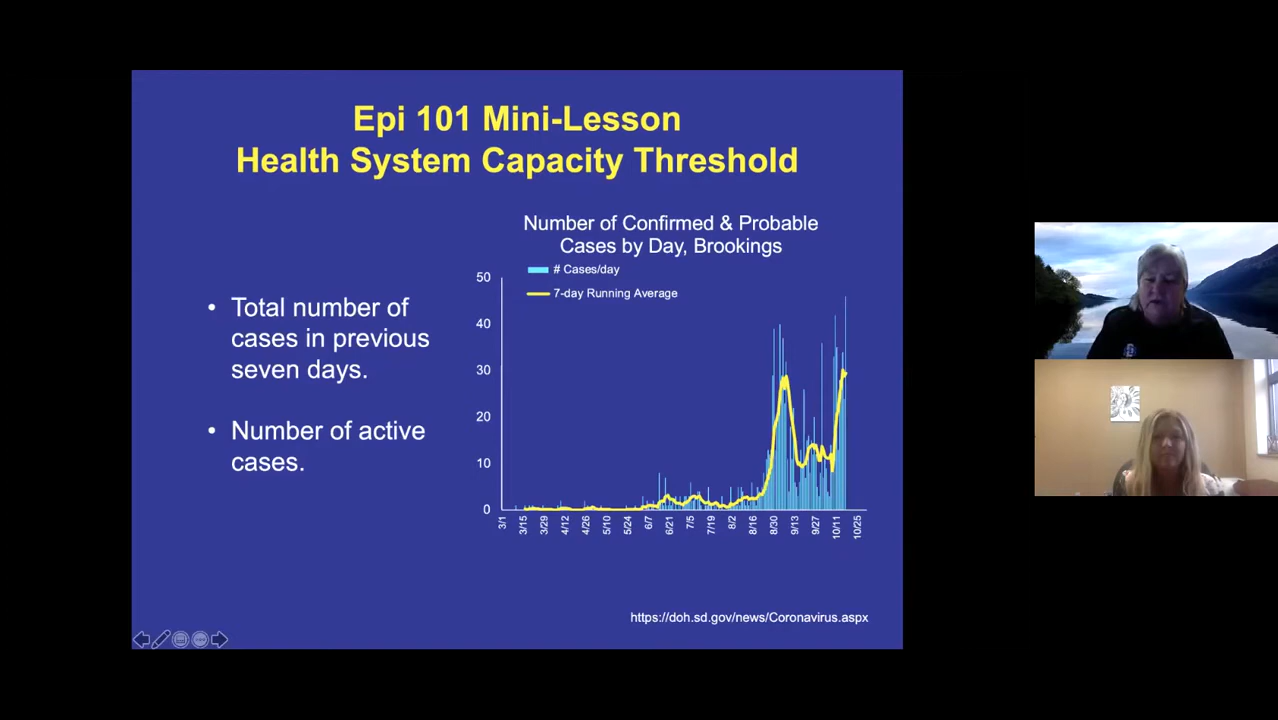 Epi 101 Mini-Lesson
Health System Capacity Threshold
• Total number of
cases in previous
seven days.
• Number of active
cases.
Number of Confirmed & Probable
Cases by Day, Brookings
# Cases/day
7-day Running Average
50
40
30
20
10
0
3/1
3/15
3/29
4/12
4/26
5/10
5/24
6/7
6/21
7/5
7/19
8/2
8/16
8/30
9/13
9/27
10/11
10/25
https://doh.sd.gov/news/Coronavirus.aspx